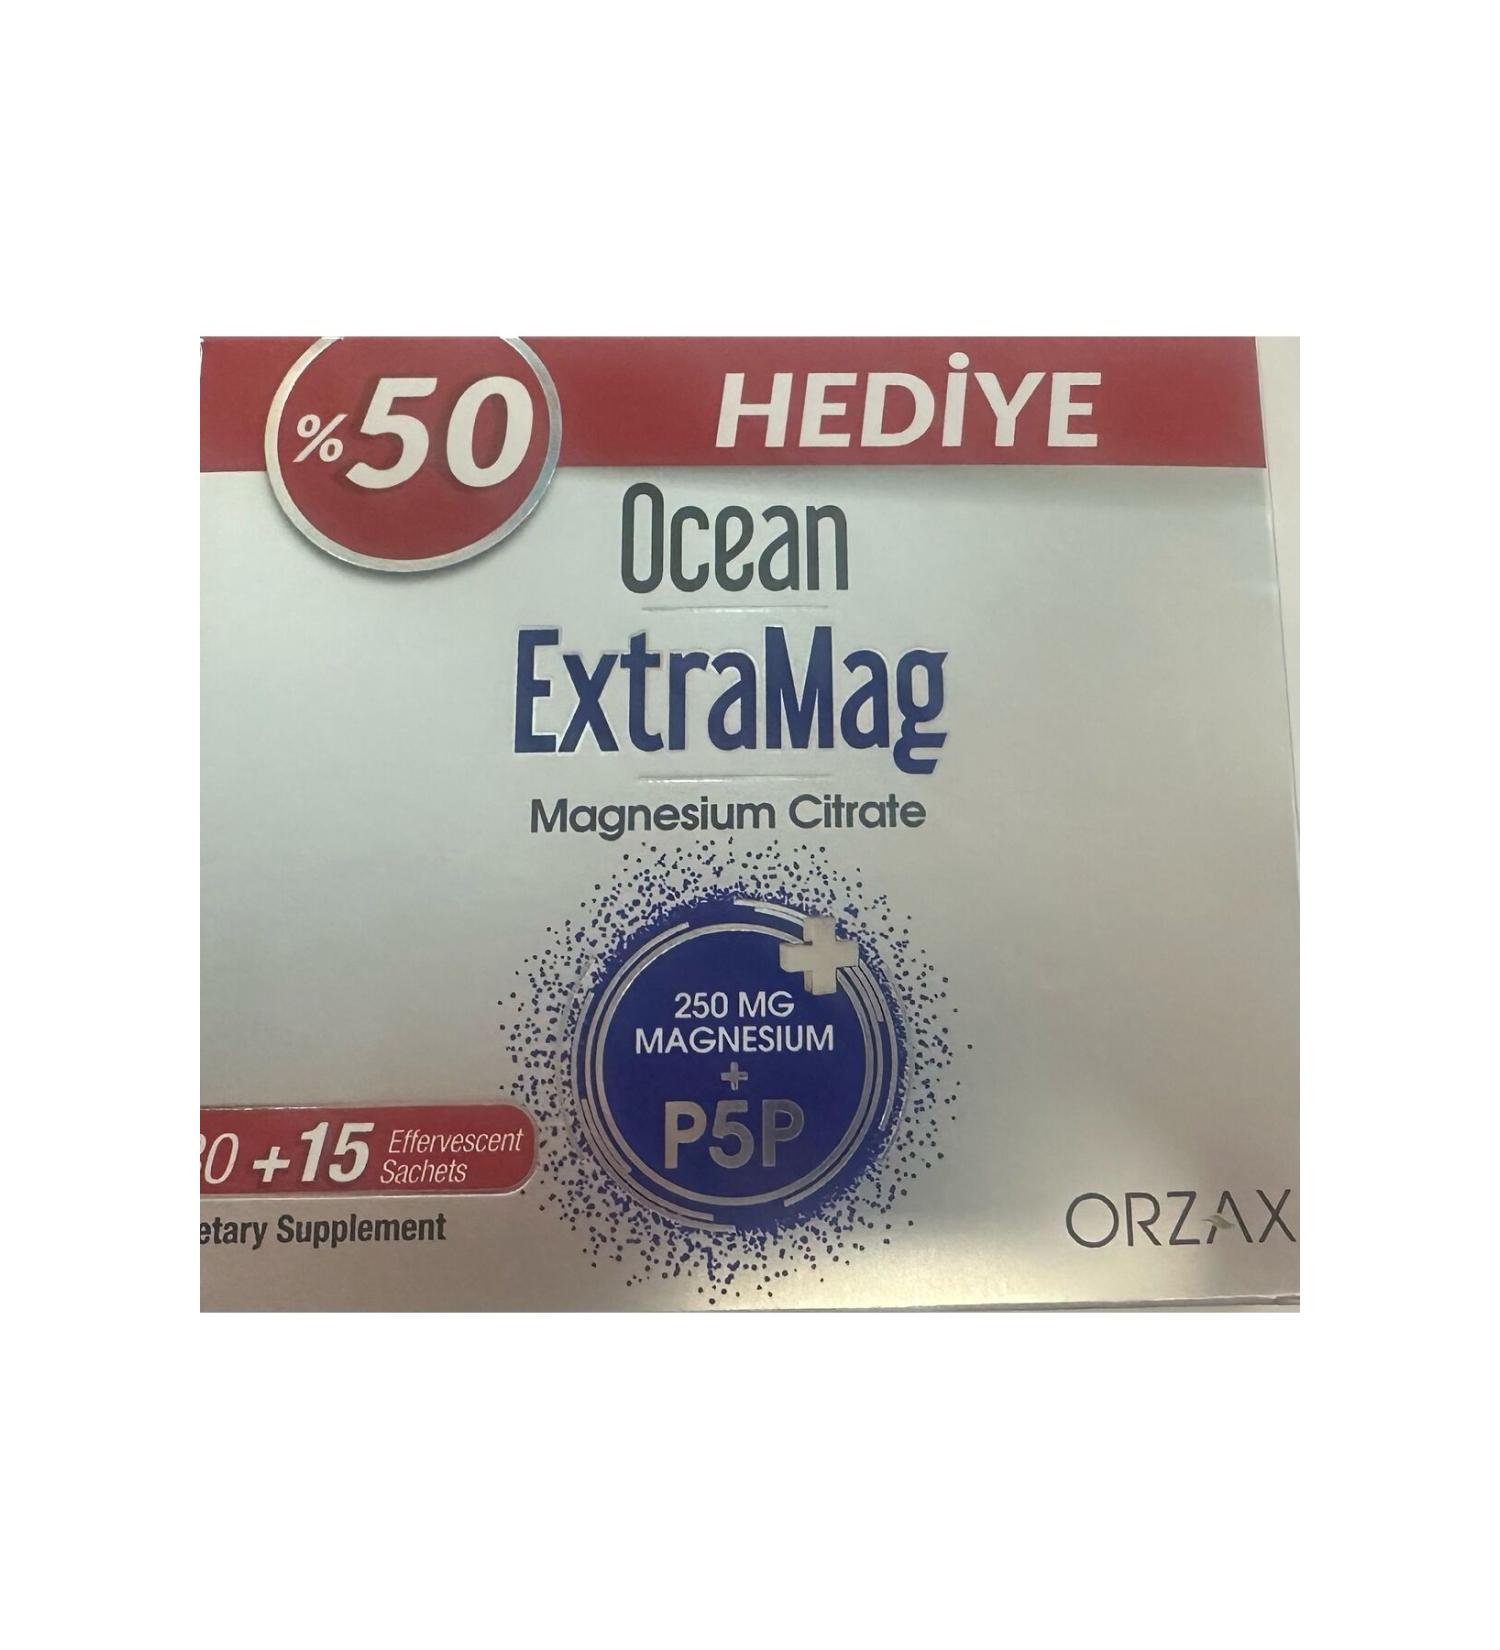 %50
HEDİYE
Ocean
ExtraMag
Magnesium Citrate
250 MG
MAGNESIUM
+
P5P
+15 Effervescent
Sachets
Supplement
ORZAX